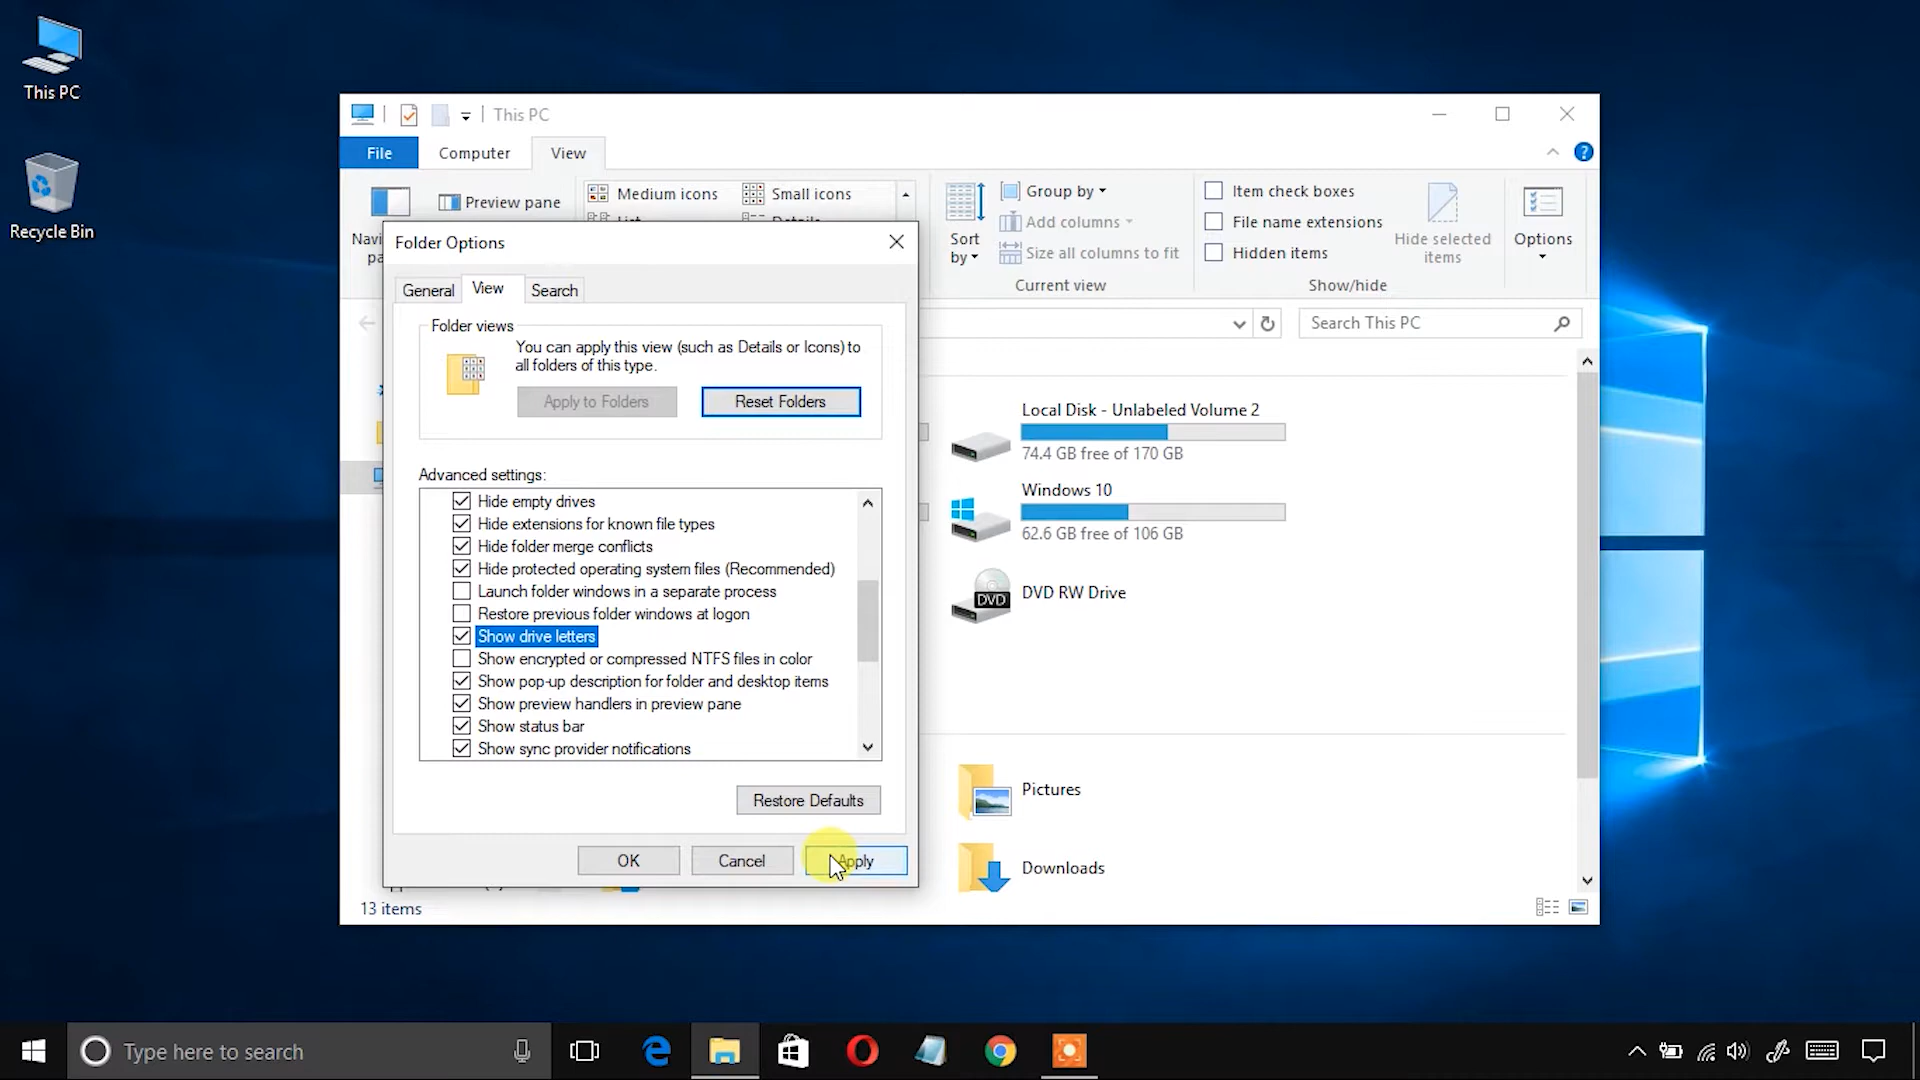 This PC
Recycle Bin
This PC
File
Computer
View
Preview pane
Medium icons
Small icons
Sort
by
Group by
Add columns
Size all columns to fit
Current view
Item check boxes
File name extensions
Hidden items
Hide selected
items
Show/hide
Options
Search This PC
Folder Options
General
View
Search
Folder views
You can apply this view (such as Details or Icons) to
all folders of this type.
Apply to Folders
Reset Folders
Advanced settings:
Hide empty drives
Hide extensions for known file types
Hide folder merge conflicts
Hide protected operating system files (Recommended)
Launch folder windows in a separate process
Restore previous folder windows at logon
Show drive letters
Show encrypted or compressed NTFS files in color
Show pop-up description for folder and desktop items
Show preview handlers in preview pane
Show status bar
Show sync provider notifications
Restore Defaults
OK
Cancel
Apply
Local Disk - Unlabeled Volume 2
74.4 GB free of 170 GB
Windows 10
62.6 GB free of 106 GB
DVD
DVD RW Drive
Pictures
Downloads
13 items
Type here to search